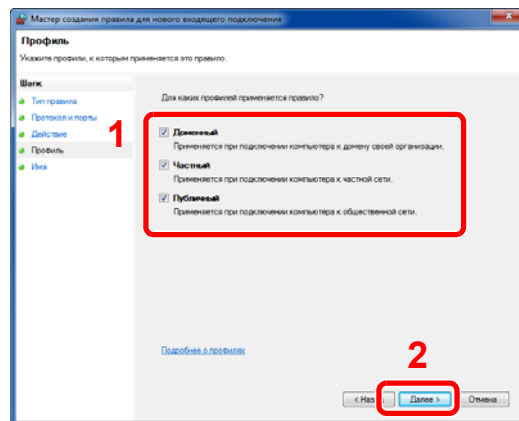 Мастер создания правила для нового входящего подключения
Профиль
Укажите профили, к которым применяется это правило.
Шаги:
Тип правила
Протокол и порты
Действие
Профиль
Имя
Для каких профилей применяется правило?
1
Доменный
Применяется при подключении компьютера к домену своей организации.
Частный
Применяется при подключении компьютера к частной сети.
Публичный
Применяется при подключении компьютера к общественной сети.
Подробнее о профилях
2
< Наз
Далее >
Отмена